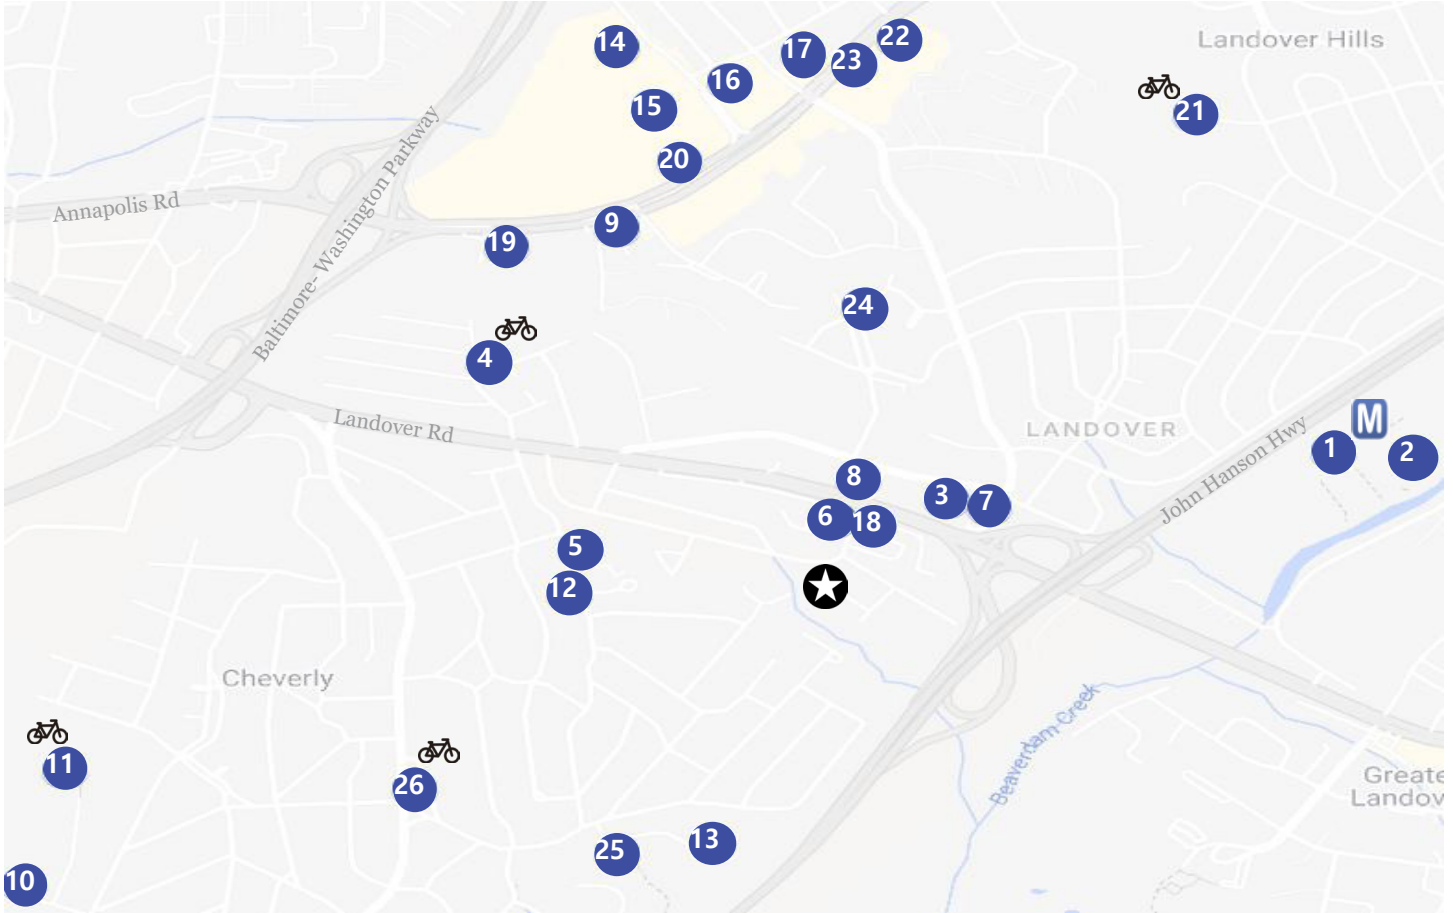 Landover Hills
14
17
22
23
16
15
21
20
Annapolis Rd
Baltimore- Washington Parkway
9
19
24
4
Landover Rd
LANDOVER
John Hanson Hwy
M
1
2
8
3
7
6
18
5
12
Cheverly
Beaverdam Creek
11
26
Greate
Landov
13
25
10